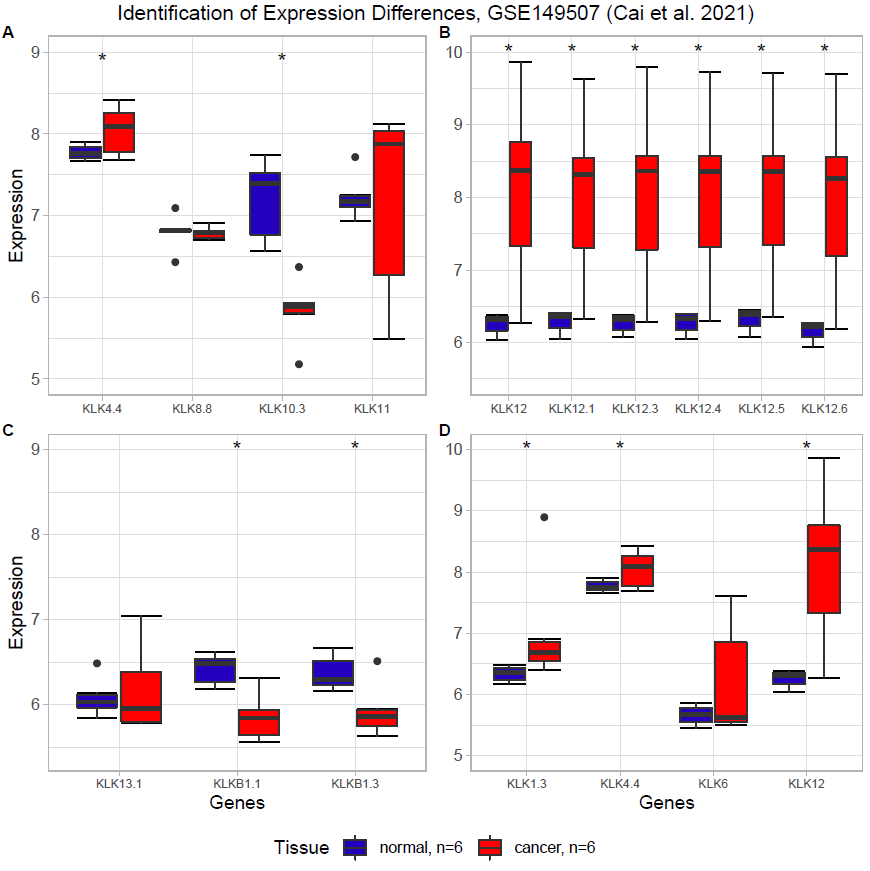 Identification of Expression Differences, GSE149507 (Cai et al. 2021)
A
B
Expression
9
8
7
6
5
* *
KLK4.4 KLK8.8 KLK10.3 KLK11
10
9
8
7
6
* * * * * *
KLK12 KLK12.1 KLK12.3 KLK12.4 KLK12.5 KLK12.6
C
D
Expression
9
8
7
6
* *
KLK13.1 KLKB1.1 KLKB1.3
Genes
10
9
8
7
6
5
* * *
KLK1.3 KLK4.4 KLK6 KLK12
Genes
Tissue normal, n=6 cancer, n=6